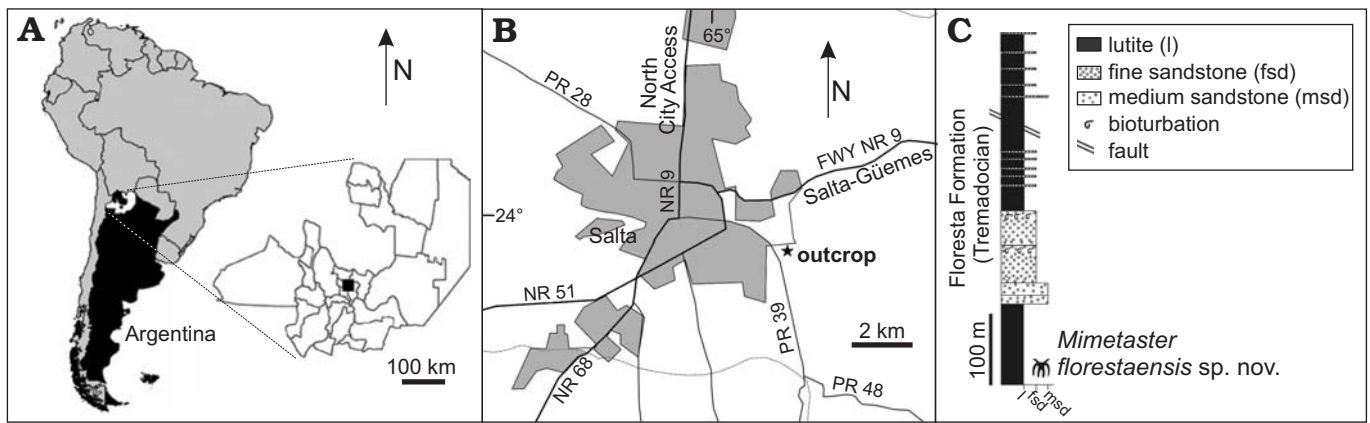 A
N
Argentina
100 km
B
65°
North
City Access
N
PR 28
FWY NR 9
Salta-Güemes
NR 9
24°
Salta
outcrop
NR 51
PR 39
2 km
NR 68
PR 48
C
lutite (l)
fine sandstone (fsd)
medium sandstone (msd)
bioturbation
fault
Floresta Formation
(Tremadocian)
100 m
Mimetaster
florestaensis sp. nov.
l
fsd
msd